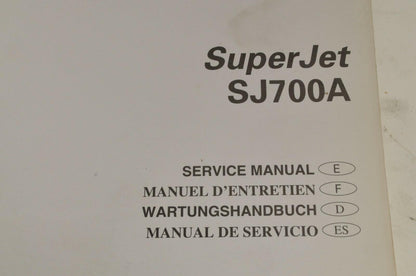 SuperJet
SJ700A
SERVICE MANUAL E
MANUEL D'ENTRETIEN F
WARTUNGSHANDBUCH D
MANUAL DE SERVICIO ES